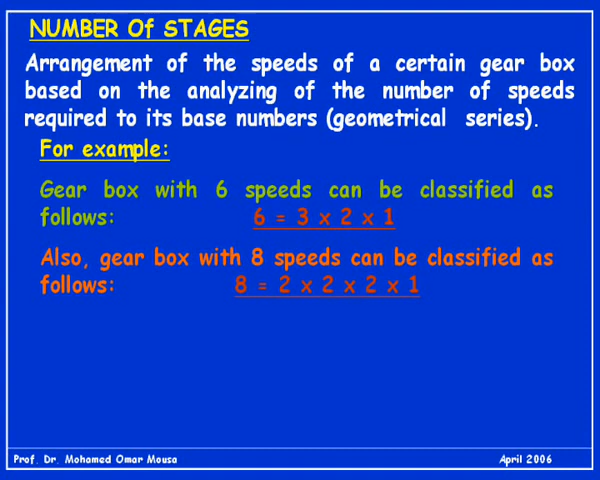 NUMBER Of STAGES
Arrangement of the speeds of a certain gear box
based on the analyzing of the number of speeds
required to its base numbers (geometrical series).
For example:
Gear box with 6 speeds can be classified as
follows: 6 = 3 x 2 x 1
Also, gear box with 8 speeds can be classified as
follows: 8 = 2 x 2 x 2 x 1
Prof. Dr. Mohamed Omar Mousa April 2006